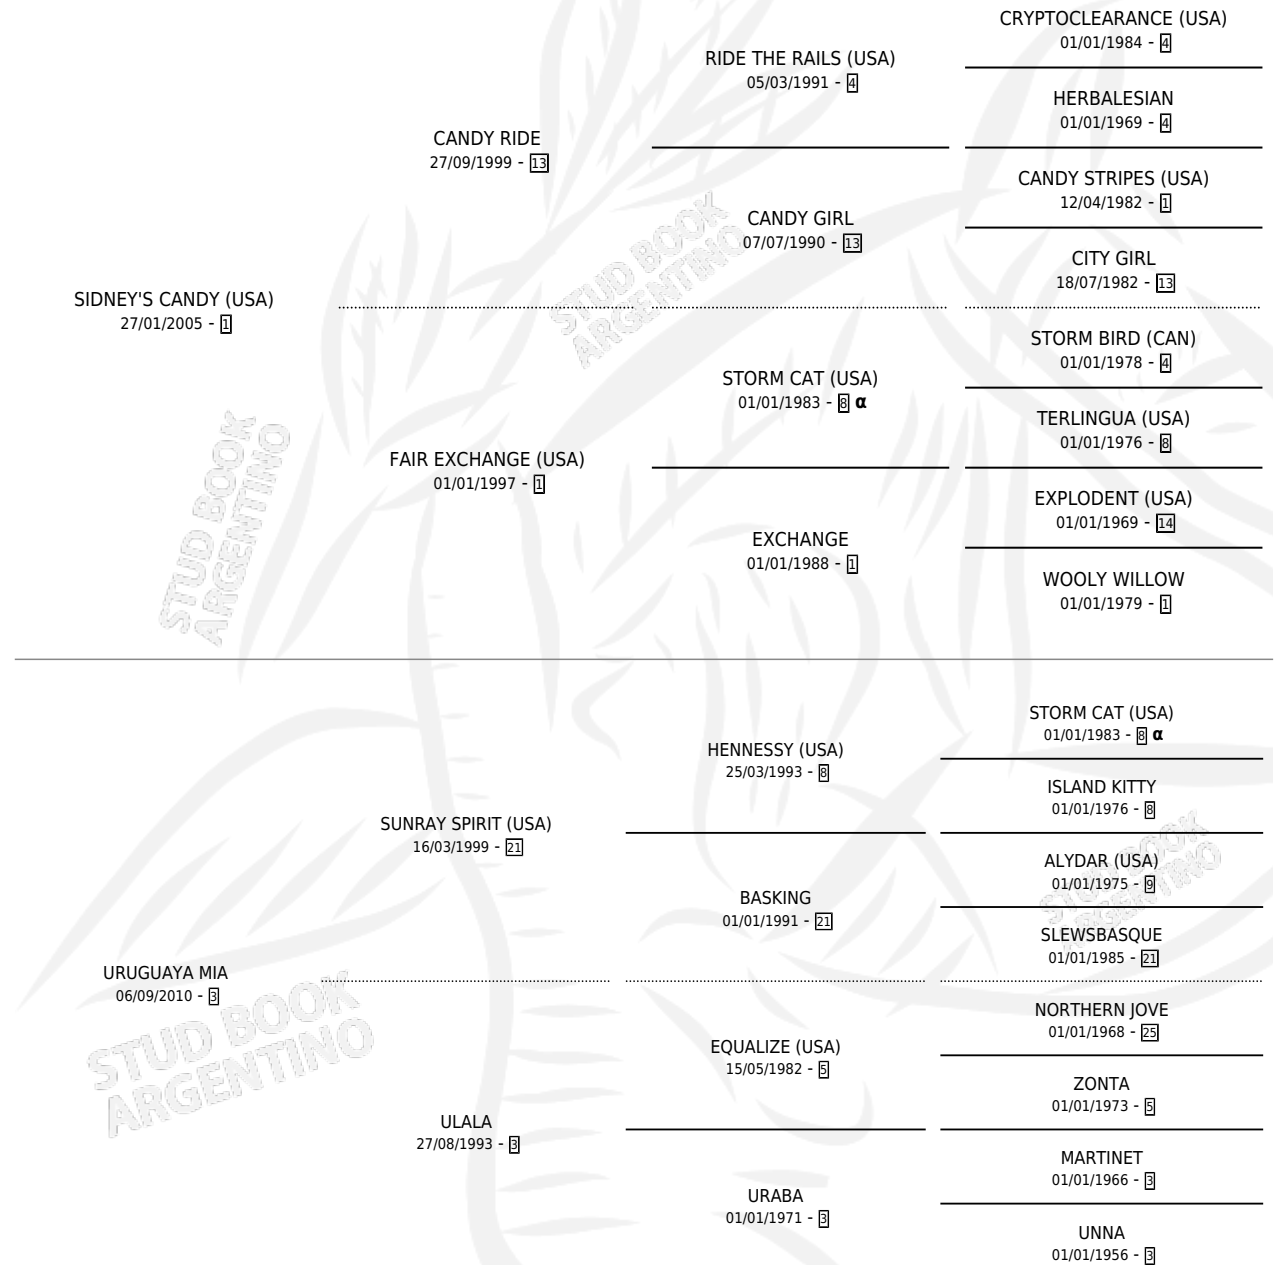 CRYPTOCLEARANCE (USA)
01/01/1984 - 4
RIDE THE RAILS (USA)
05/03/1991 - 4
HERBALESIAN
01/01/1969 - 4
CANDY RIDE
27/09/1999 - 13
CANDY STRIPES (USA)
12/04/1982 - 1
CANDY GIRL
07/07/1990 - 13
CITY GIRL
18/07/1982 - 13
STUD BOOK
ARGENTINO
SIDNEY'S CANDY (USA)
27/01/2005 - 1
STORM BIRD (CAN)
01/01/1978 - 4
STORM CAT (USA)
01/01/1983 - 8 α
TERLINGUA (USA)
01/01/1976 - 8
FAIR EXCHANGE (USA)
01/01/1997 - 1
EXPLODENT (USA)
01/01/1969 - 14
EXCHANGE
01/01/1988 - 1
WOOLY WILLOW
01/01/1979 - 1
STUD BOOK
ARGENTINO
STORM CAT (USA)
01/01/1983 - 8 α
HENNESSY (USA)
25/03/1993 - 8
ISLAND KITTY
01/01/1976 - 8
SUNRAY SPIRIT (USA)
16/03/1999 - 21
ALYDAR (USA)
01/01/1975 - 9
BASKING
01/01/1991 - 21
SLEWSBASQUE
01/01/1985 - 21
STUD BOOK
ARGENTINO
URUGUAYA MIA
06/09/2010 - 3
NORTHERN JOVE
01/01/1968 - 25
EQUALIZE (USA)
15/05/1982 - 5
ZONTA
01/01/1973 - 5
STUD BOOK
ARGENTINO
ULALA
27/08/1993 - 3
MARTINET
01/01/1966 - 3
URABA
01/01/1971 - 3
UNNA
01/01/1956 - 3